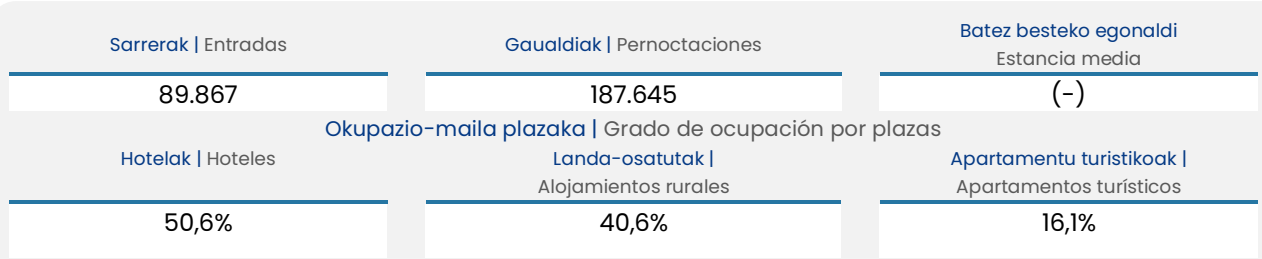 Sarrerak | Entradas
Gaualdiak | Pernoctaciones
Batez besteko egonaldi
Estancia media
89.867
187.645
(-)
Okupazio-maila plazaka | Grado de ocupación por plazas
Hotelak | Hoteles
Landa-osatutak |
Alojamientos rurales
Apartamentu turistikoak |
Apartamentos turísticos
50,6%
40,6%
16,1%